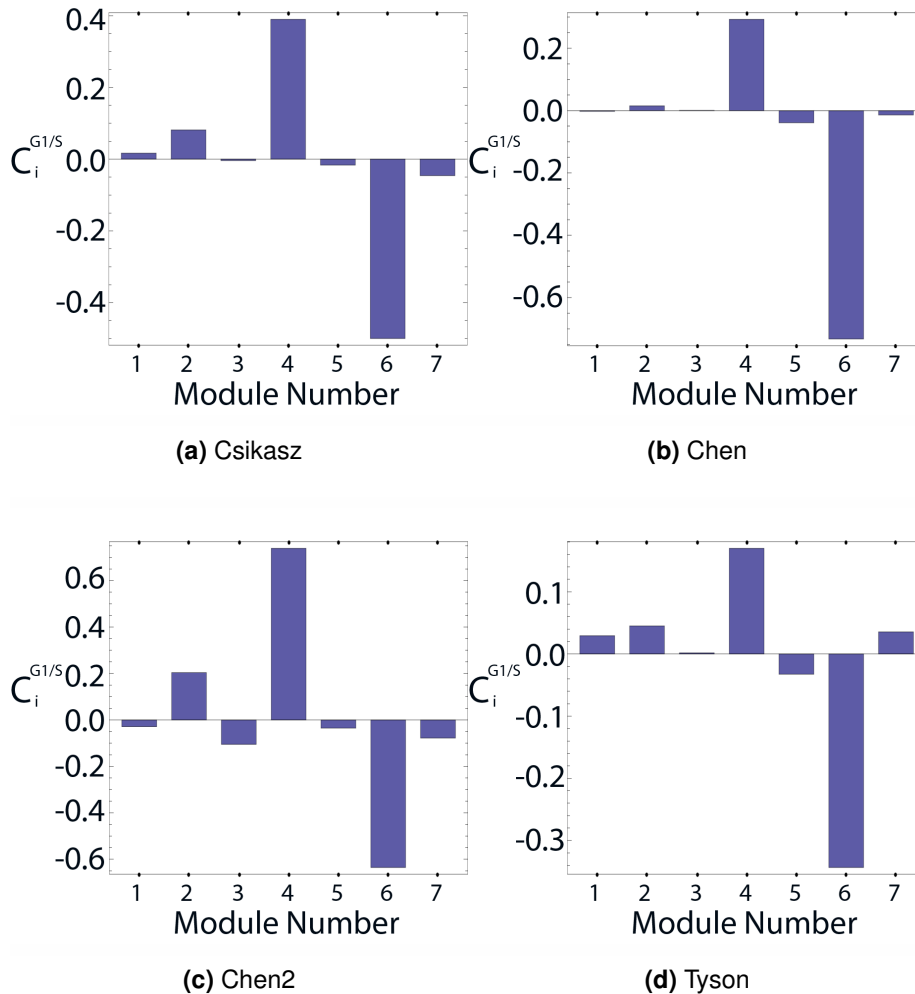 0.4
0.2
0.0
-0.2
-0.4
C_i^G1/S
1 2 3 4 5 6 7
Module Number
(a) Csikasz
0.2
0.0
-0.2
-0.4
-0.6
C_i^G1/S
1 2 3 4 5 6 7
Module Number
(b) Chen
0.6
0.4
0.2
0.0
-0.2
-0.4
-0.6
C_i^G1/S
1 2 3 4 5 6 7
Module Number
(c) Chen2
0.1
0.0
-0.1
-0.2
-0.3
C_i^G1/S
1 2 3 4 5 6 7
Module Number
(d) Tyson